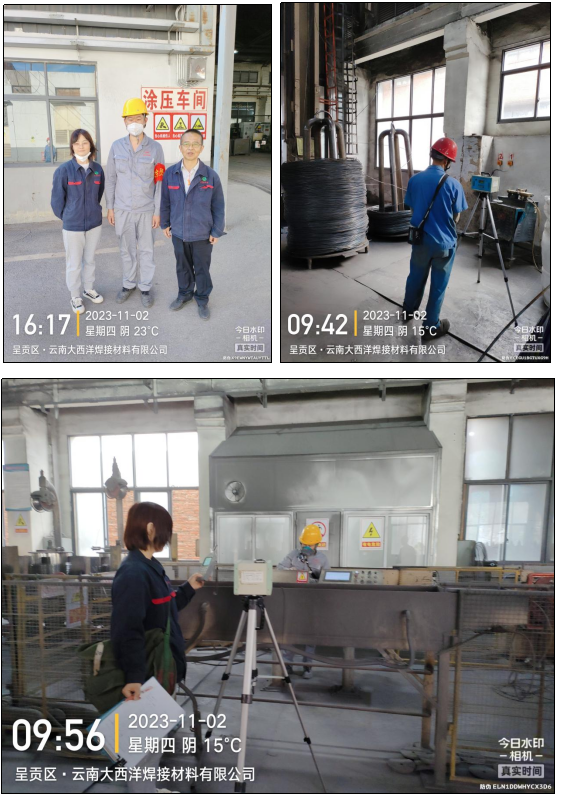 涂压车间
16:17
2023-11-02
星期四 阴 23°C
呈贡区·云南大西洋焊接材料有限公司
今日水印
-相机-
真实时间
09:42
2023-11-02
星期四 阴 15°C
呈贡区·云南大西洋焊接材料有限公司
今日水印
-相机-
真实时间
09:56
2023-11-02
星期四 阴 15°C
呈贡区·云南大西洋焊接材料有限公司
今日水印
-相机-
真实时间
防伪 ELN1DDWHYCX3D6